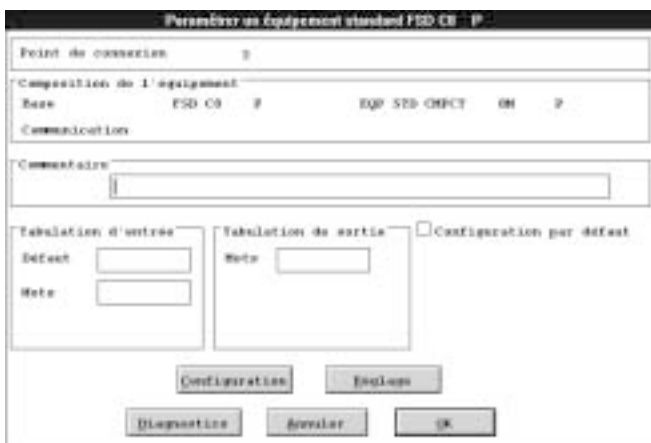 Paramétrer un équipement standard FSD C8 P
Point de connexion
Composition de l'équipement
Base FSD C8 P EQP STD CMPCT 8M P
Communication
Commentaire
Tabulation d'entrée Tabulation de sortie Configuration par défaut
Défaut Mots
Mots
Configuration Réglage
Diagnostics Annuler OK